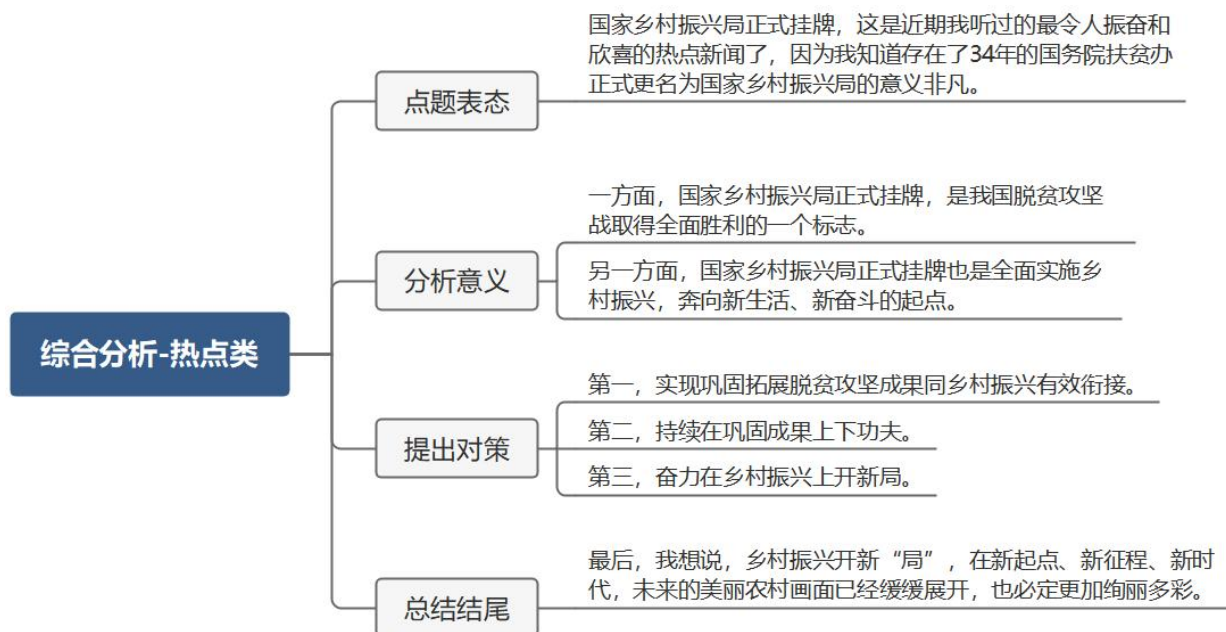 国家乡村振兴局正式挂牌，这是近期我听过的最令人振奋和
欣喜的热点新闻了，因为我知道存在了34年的国务院扶贫办
正式更名为国家乡村振兴局的意义非凡。
点题表态
一方面，国家乡村振兴局正式挂牌，是我国脱贫攻坚
战取得全面胜利的一个标志。
分析意义
另一方面，国家乡村振兴局正式挂牌也是全面实施乡
村振兴，奔向新生活、新奋斗的起点。
综合分析-热点类
第一，实现巩固拓展脱贫攻坚成果同乡村振兴有效衔接。
提出对策
第二，持续在巩固成果上下功夫。
第三，奋力在乡村振兴上开新局。
最后，我想说，乡村振兴开新“局”，在新起点、新征程、新时
代，未来的美丽农村画面已经缓缓展开，也必定更加绚丽多彩。
总结结尾